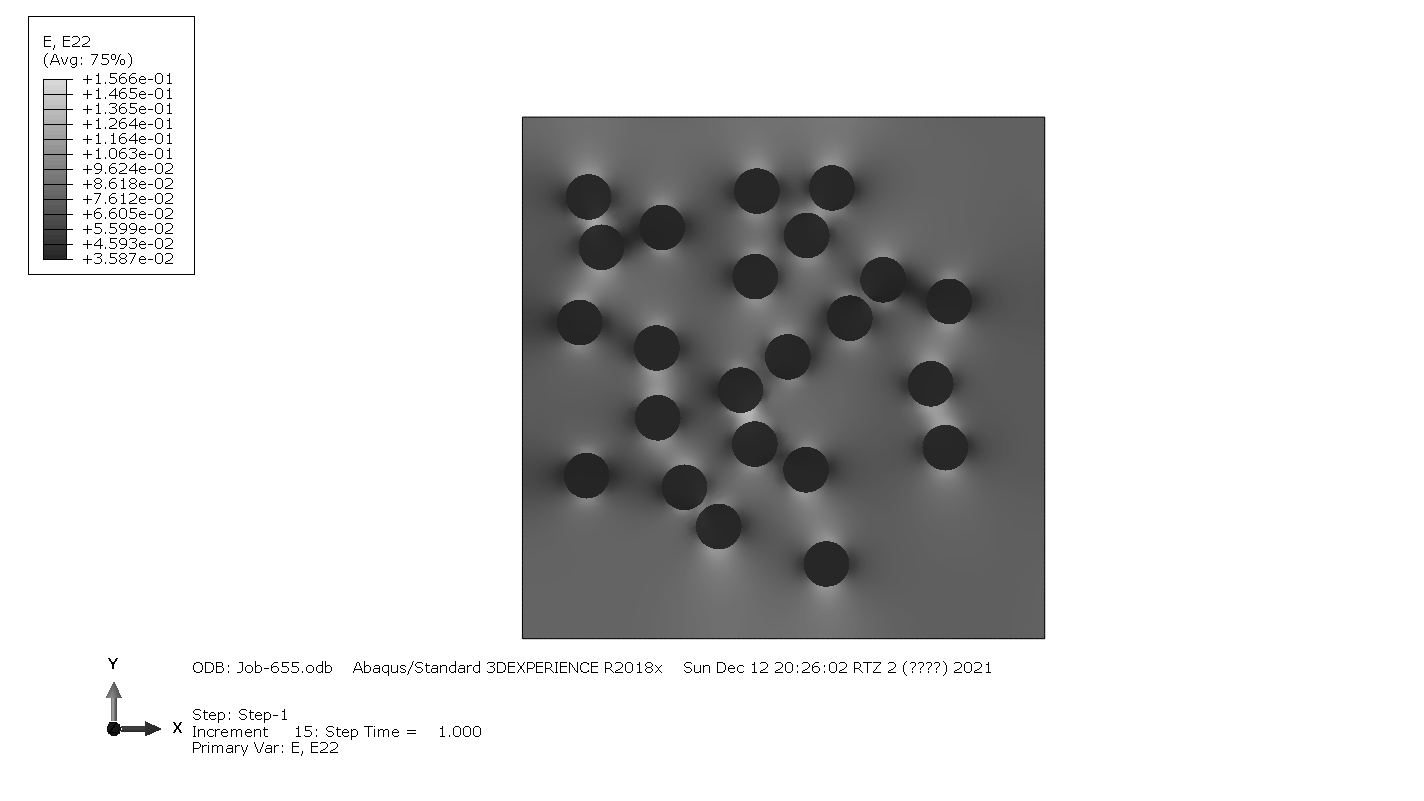 E, E22
(Avg: 75%)
+1.566e-01
+1.465e-01
+1.365e-01
+1.264e-01
+1.164e-01
+1.063e-01
+9.624e-02
+8.618e-02
+7.612e-02
+6.605e-02
+5.599e-02
+4.593e-02
+3.587e-02
Y
X
ODB: Job-655.odb Abaqus/Standard 3DEXPERIENCE R2018x Sun Dec 12 20:26:02 RTZ 2 (????) 2021
Step: Step-1
Increment 15: Step Time = 1.000
Primary Var: E, E22